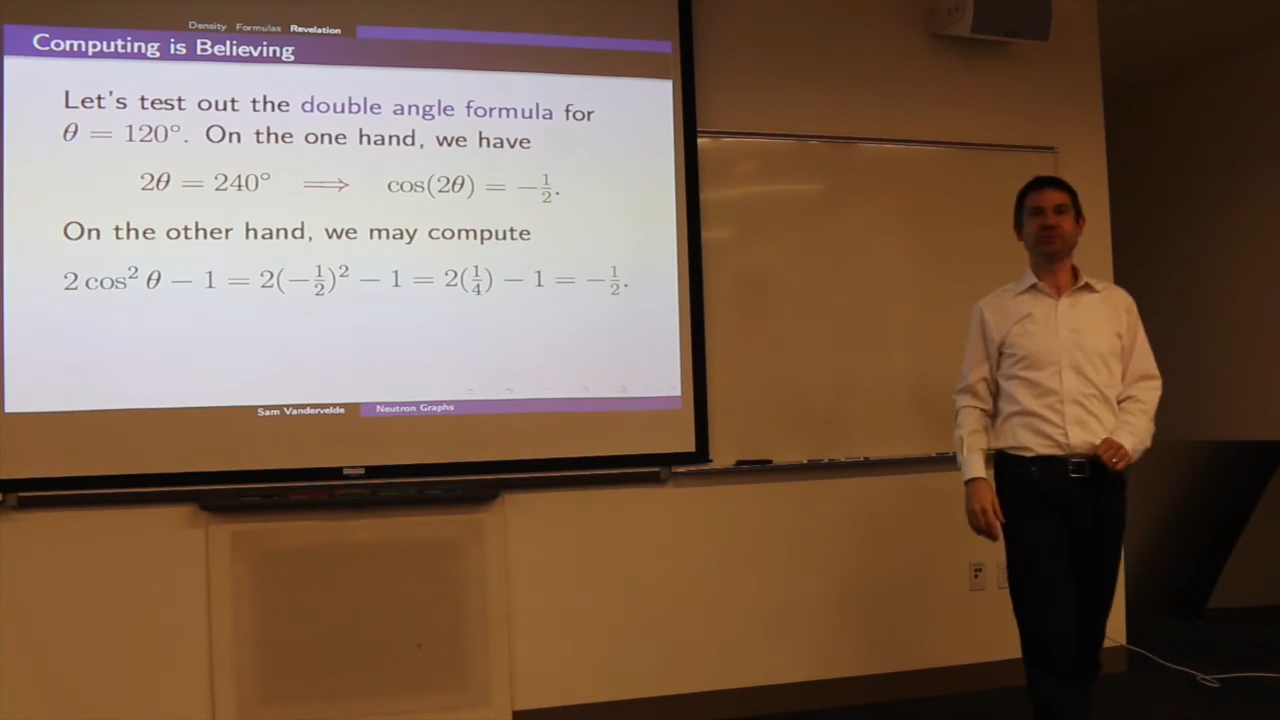 Density Formulas Revelation
Computing is Believing
Let's test out the double angle formula for
θ = 120°. On the one hand, we have
2θ = 240° ⟹ cos(2θ) = −1/2.
On the other hand, we may compute
2 cos² θ − 1 = 2(−1/2)² − 1 = 2(1/4) − 1 = −1/2.
Sam Vandervelde Neutron Graphs